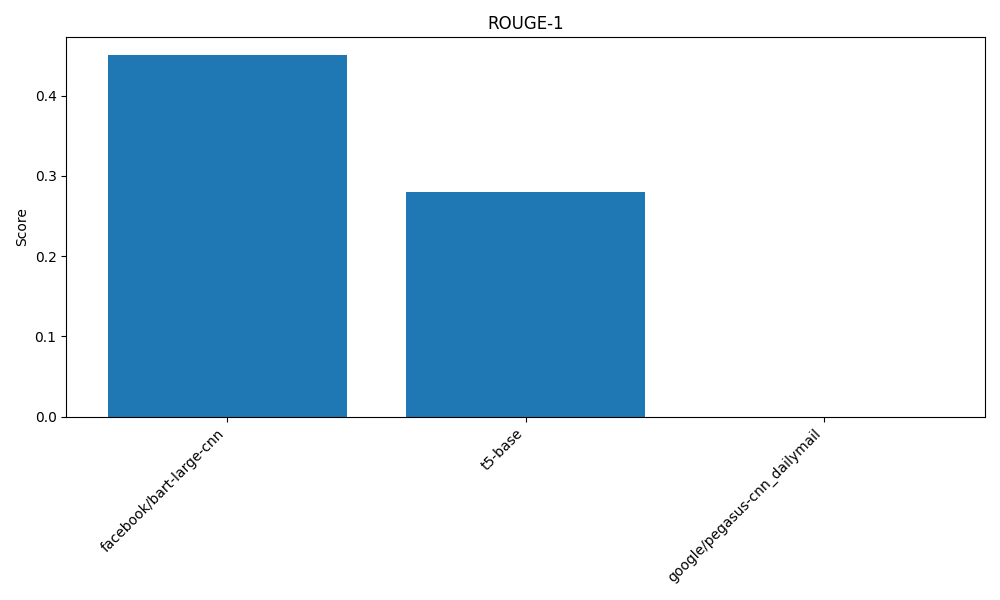 ROUGE-1
Score
0.4
0.3
0.2
0.1
0.0
facebook/bart-large-cnn
t5-base
google/pegasus-cnn_dailymail